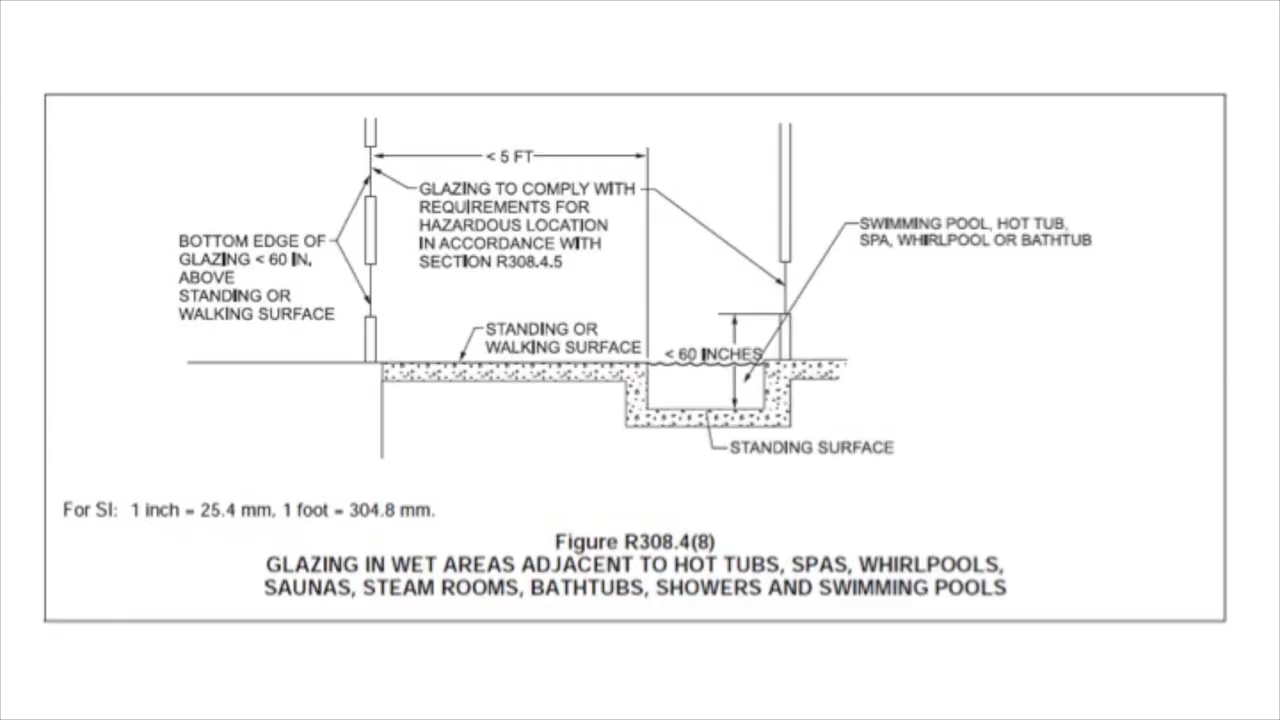 < 5 FT
GLAZING TO COMPLY WITH
REQUIREMENTS FOR
HAZARDOUS LOCATION
IN ACCORDANCE WITH
SECTION R308.4.5
SWIMMING POOL, HOT TUB,
SPA, WHIRLPOOL OR BATHTUB
BOTTOM EDGE OF
GLAZING < 60 IN.
ABOVE
STANDING OR
WALKING SURFACE
STANDING OR
WALKING SURFACE
< 60 INCHES
STANDING SURFACE
For SI: 1 inch = 25.4 mm, 1 foot = 304.8 mm.
Figure R308.4(8)
GLAZING IN WET AREAS ADJACENT TO HOT TUBS, SPAS, WHIRLPOOLS,
SAUNAS, STEAM ROOMS, BATHTUBS, SHOWERS AND SWIMMING POOLS